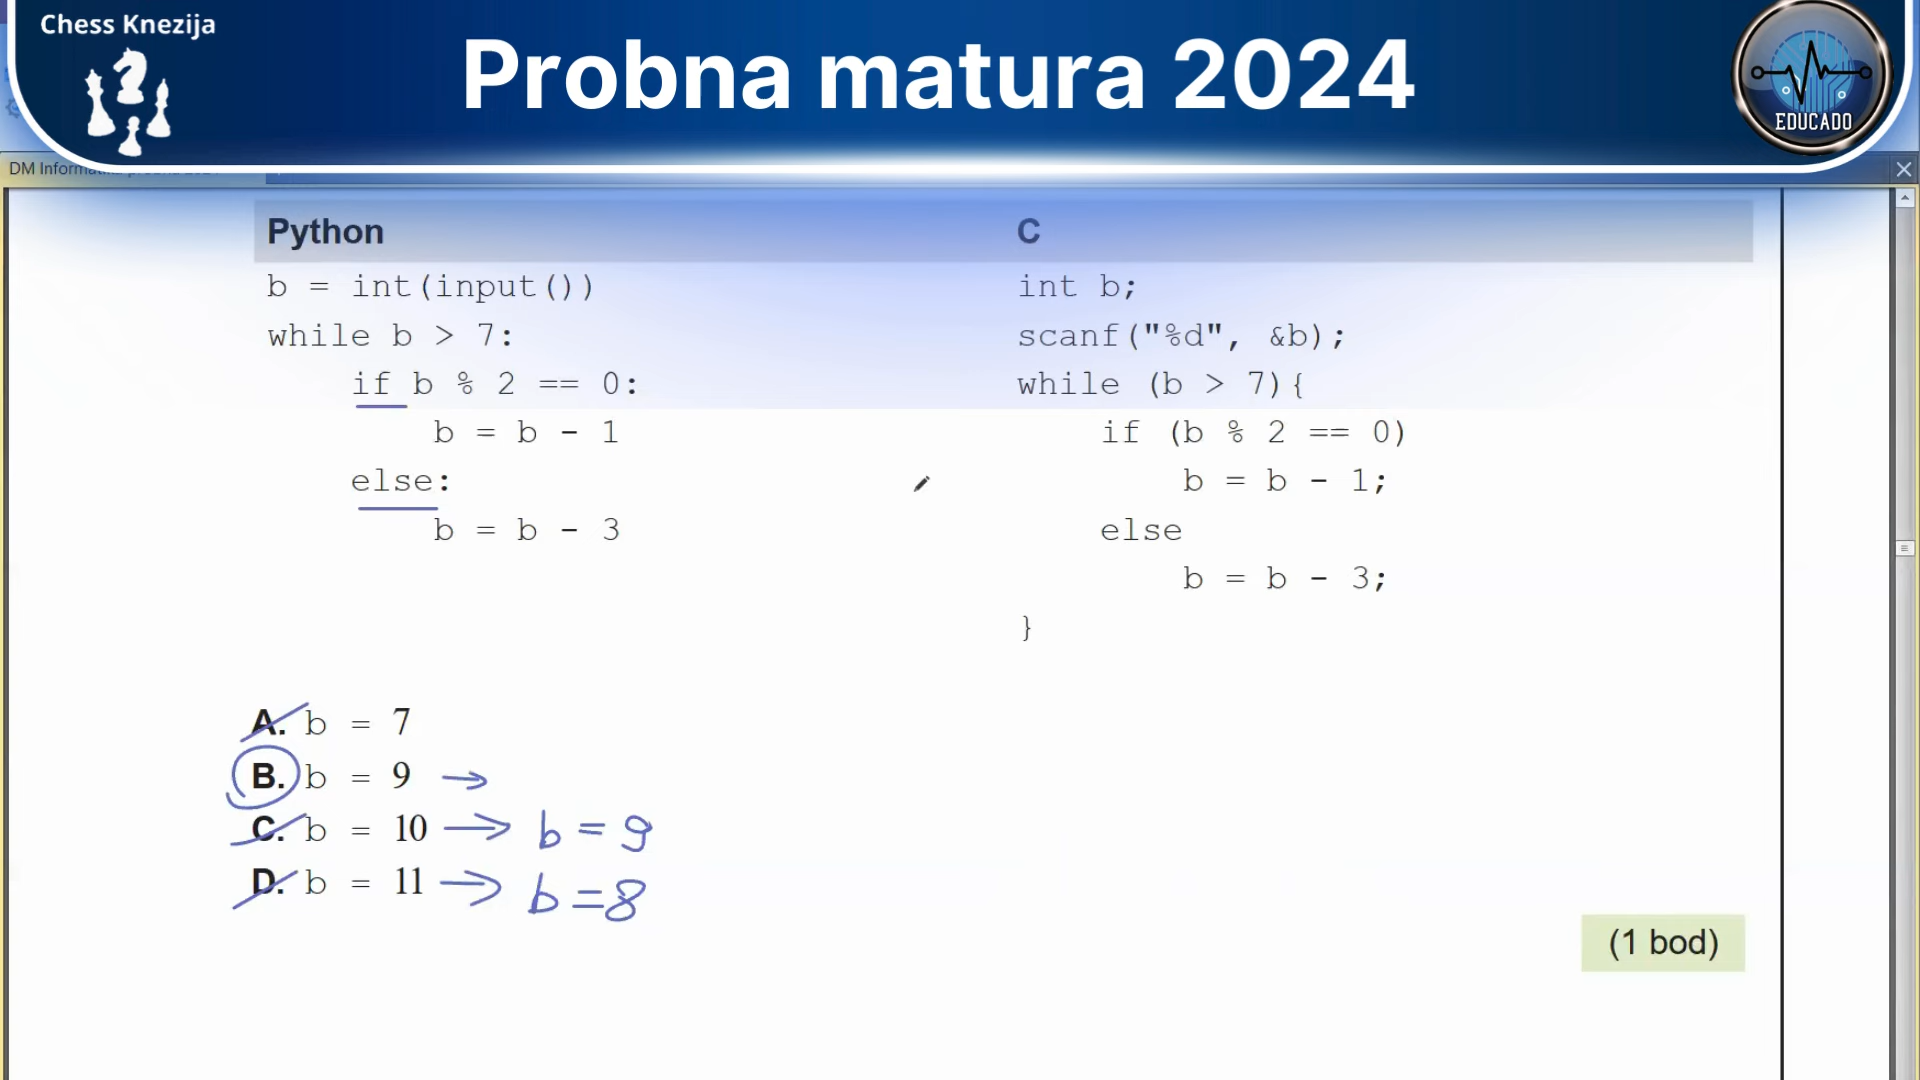 Chess Knezija
Probna matura 2024
EDUCADO
DM Informatika
Python
C
b = int(input())
while b > 7:
if b % 2 == 0:
b = b - 1
else:
b = b - 3
int b;
scanf("%d", &b);
while (b > 7){
if (b % 2 == 0)
b = b - 1;
else
b = b - 3;
}
A. b = 7
B. b = 9 →
C. b = 10 → b = 9
D. b = 11 → b = 8
(1 bod)